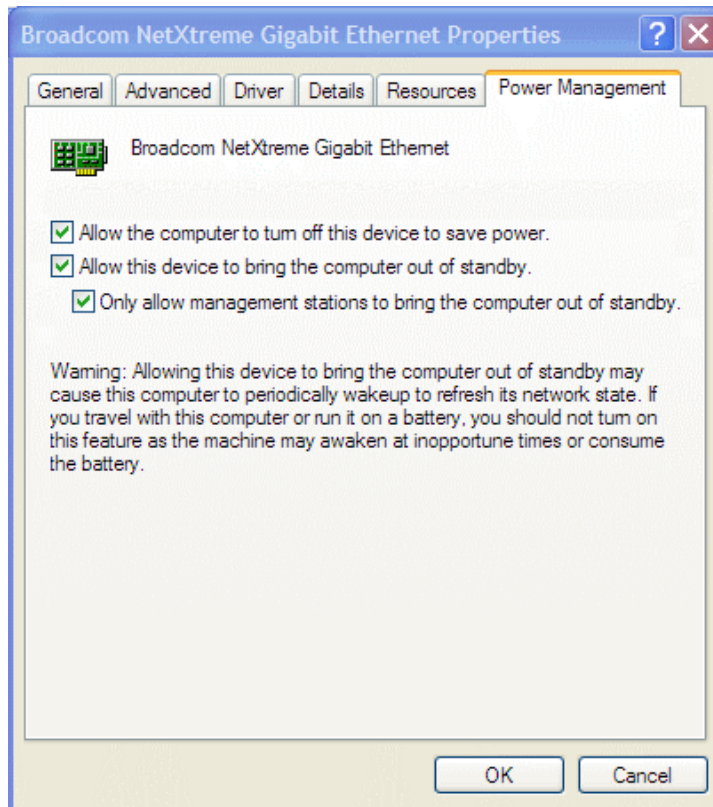 Broadcom NetXtreme Gigabit Ethernet Properties
General Advanced Driver Details Resources Power Management
Broadcom NetXtreme Gigabit Ethernet
Allow the computer to turn off this device to save power.
Allow this device to bring the computer out of standby.
Only allow management stations to bring the computer out of standby.
Warning: Allowing this device to bring the computer out of standby may
cause this computer to periodically wakeup to refresh its network state. If
you travel with this computer or run it on a battery, you should not turn on
this feature as the machine may awaken at inopportune times or consume
the battery.
OK Cancel